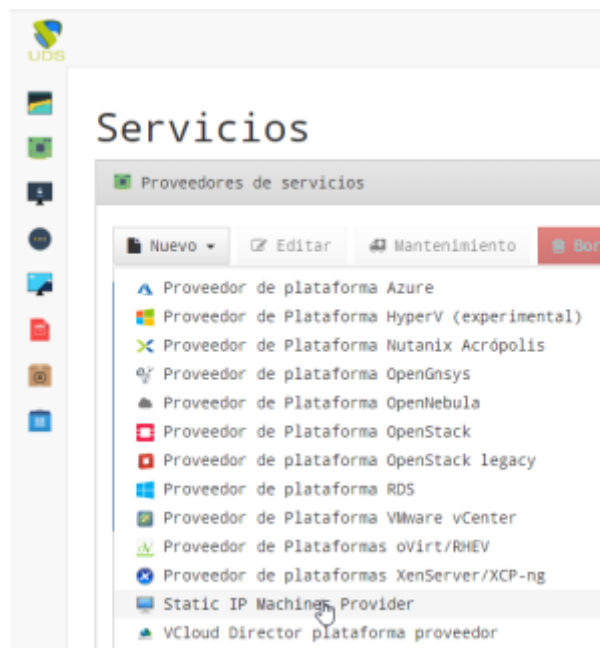 UDS
Servicios
Proveedores de servicios
Nuevo Editar Mantenimiento Bor
Proveedor de plataforma Azure
Proveedor de Plataforma HyperV (experimental)
Proveedor de Plataforma Nutanix Acrópolis
Proveedor de plataforma OpenGnsys
Proveedor de Plataforma OpenNebula
Proveedor de Plataforma OpenStack
Proveedor de plataforma OpenStack legacy
Proveedor de plataforma RDS
Proveedor de Plataforma VMware vCenter
Proveedor de Plataformas oVirt/RHEV
Proveedor de plataformas XenServer/XCP-ng
Static IP Machines Provider
VCloud Director plataforma proveedor